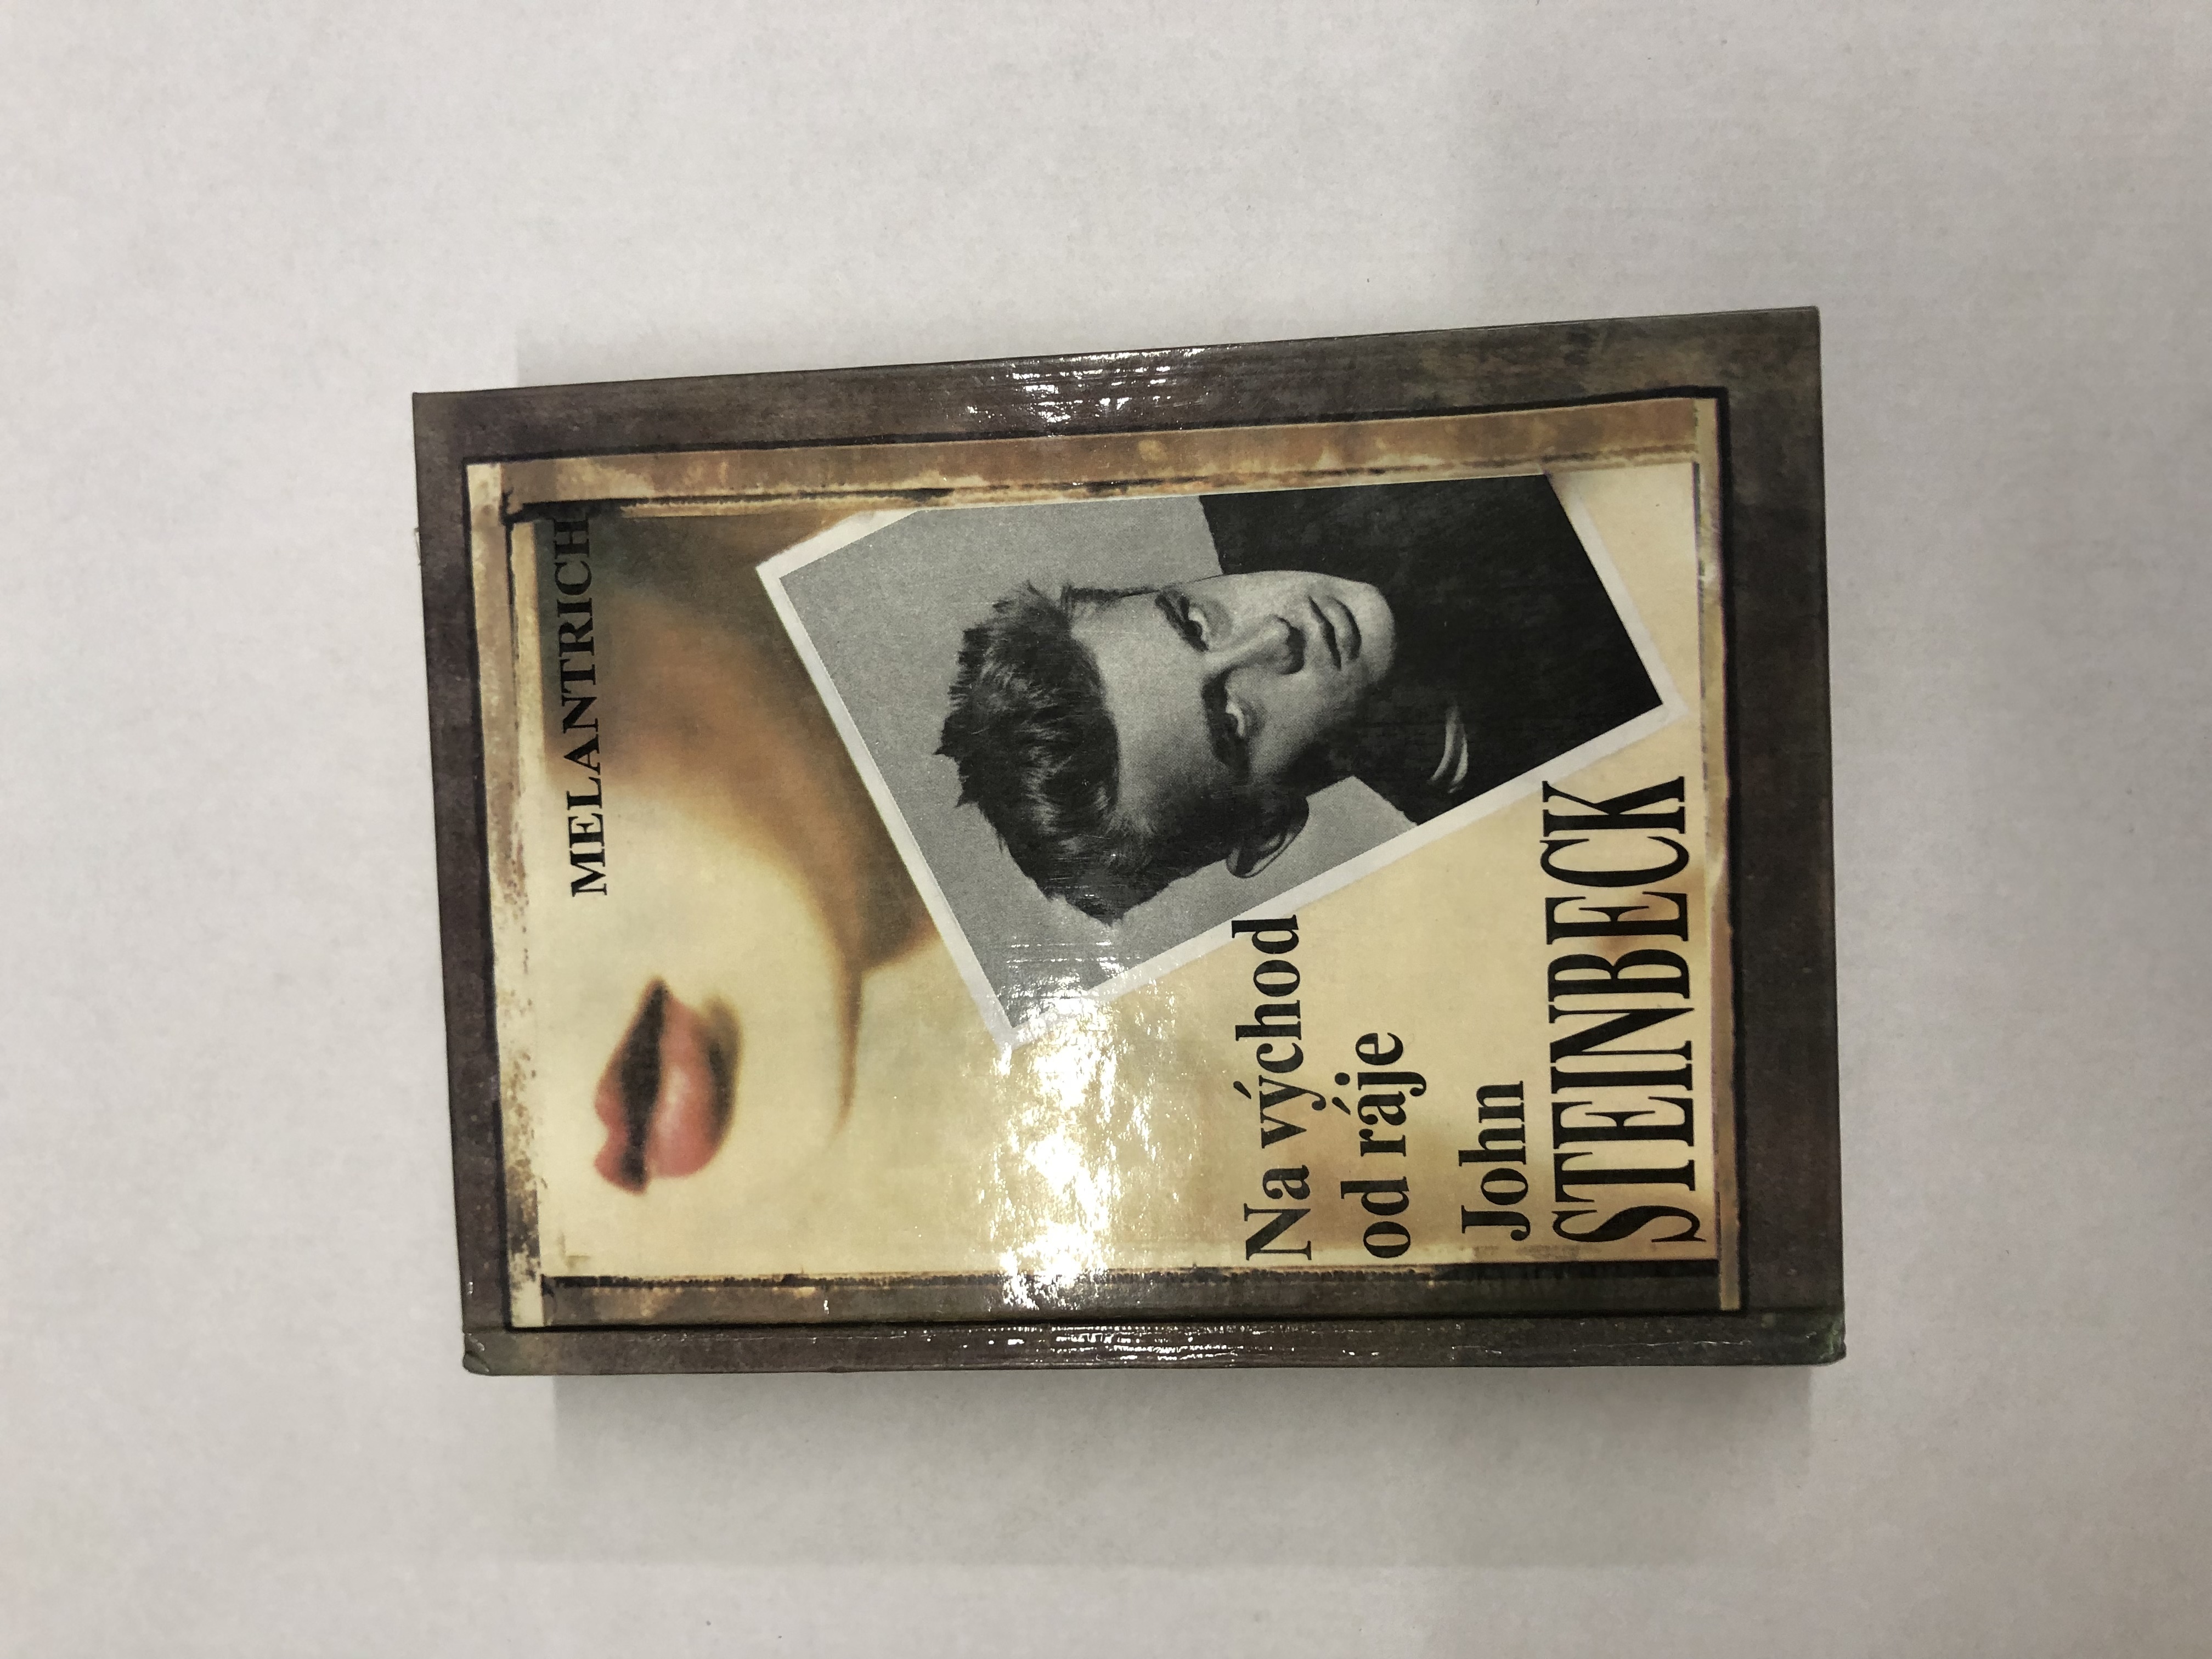 MELANTRICH
Na východ
od ráje
John
STEINBECK